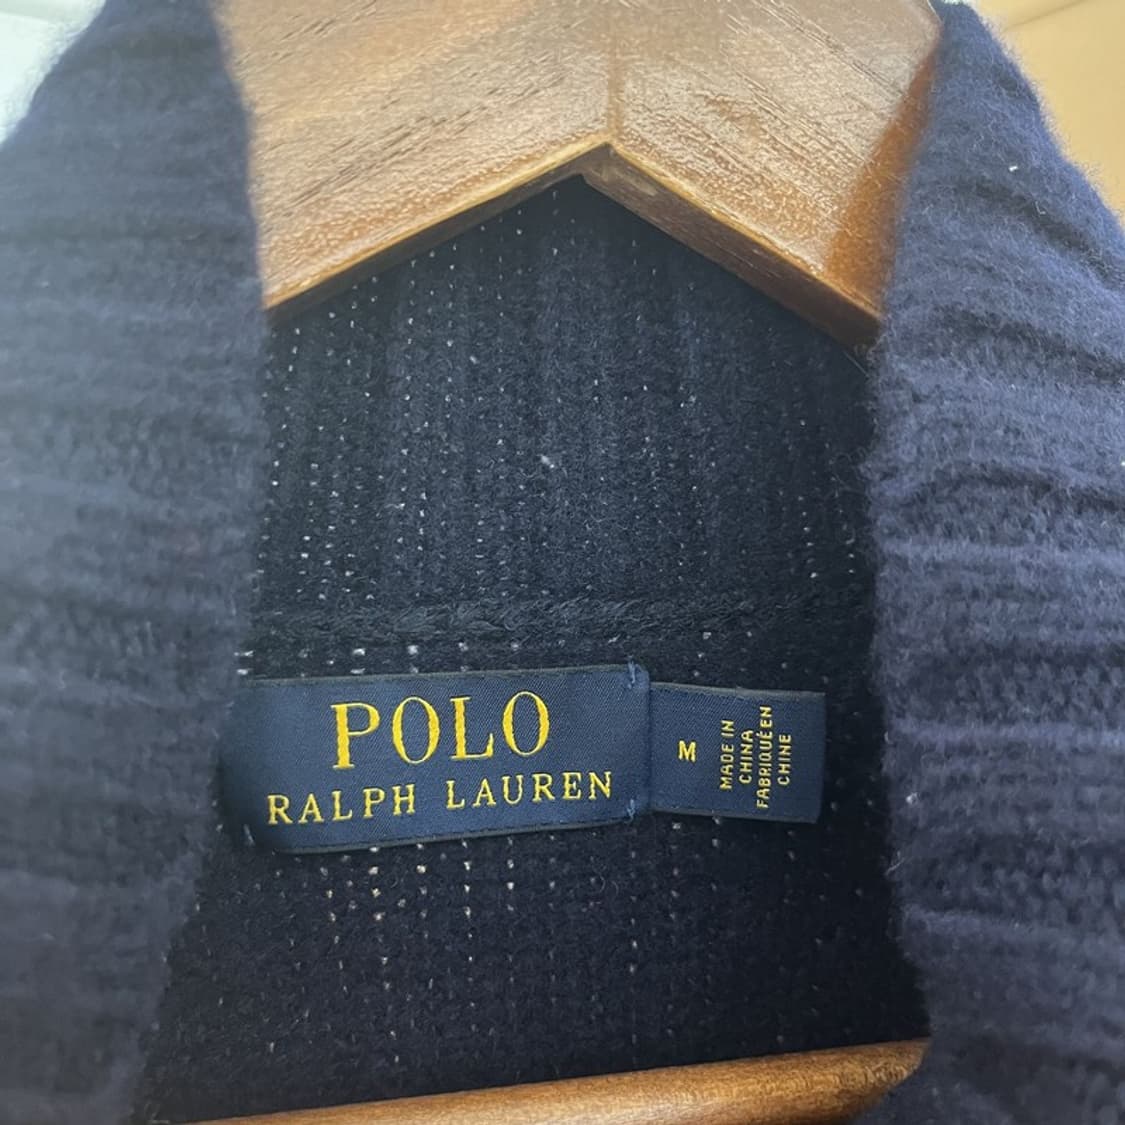 POLO
RALPH LAUREN
M
MADE IN
CHINA
FABRIQUÉ EN
CHINE